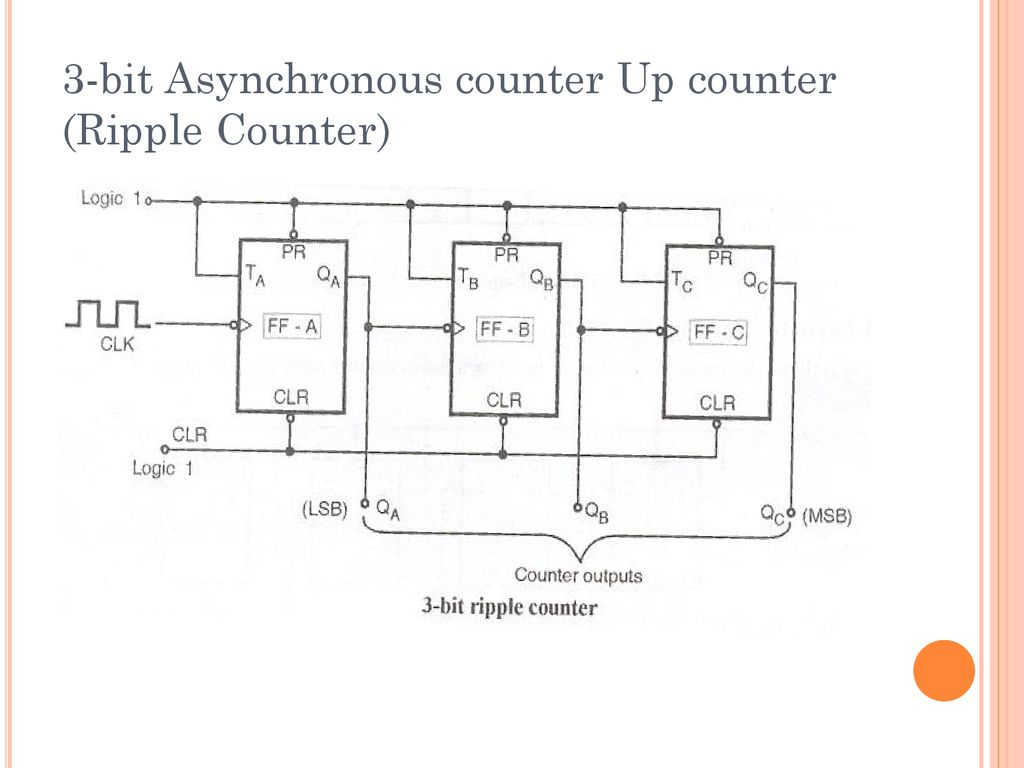 3-bit Asynchronous counter Up counter
(Ripple Counter)
Logic 1
PR
PR
PR
TA
QA
TB
QB
TC
QC
CLK
FF - A
FF - B
FF - C
CLR
CLR
CLR
CLR
Logic 1
(LSB) QA
QB
QC (MSB)
Counter outputs
3-bit ripple counter